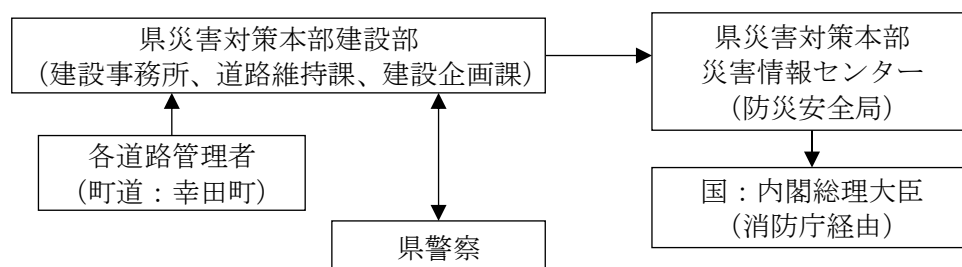 県災害対策本部建設部
（建設事務所、道路維持課、建設企画課）
県災害対策本部
災害情報センター
（防災安全局）
各道路管理者
（町道：幸田町）
県警察
国：内閣総理大臣
（消防庁経由）